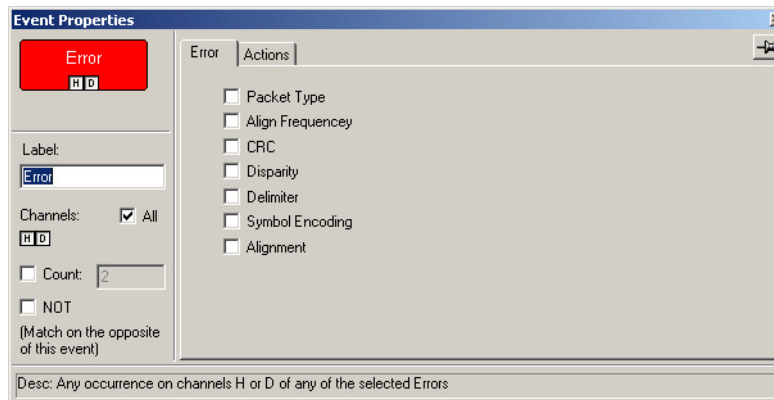 Event Properties
Error
H D
Label:
Error
Channels: All
H D
Count: 2
NOT
(Match on the opposite
of this event)
Error Actions
Packet Type
Align Frequencey
CRC
Disparity
Delimiter
Symbol Encoding
Alignment
Desc: Any occurrence on channels H or D of any of the selected Errors